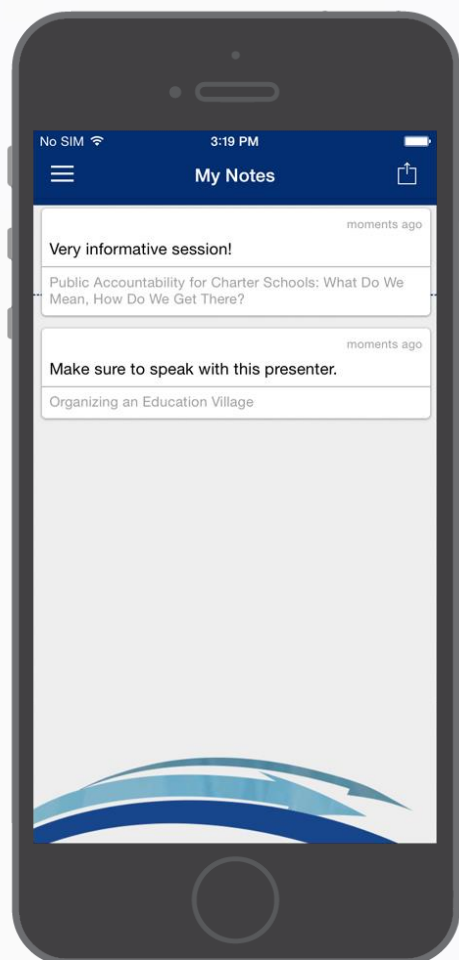 No SIM 3:19 PM
My Notes
moments ago
Very informative session!
Public Accountability for Charter Schools: What Do We
Mean, How Do We Get There?
moments ago
Make sure to speak with this presenter.
Organizing an Education Village